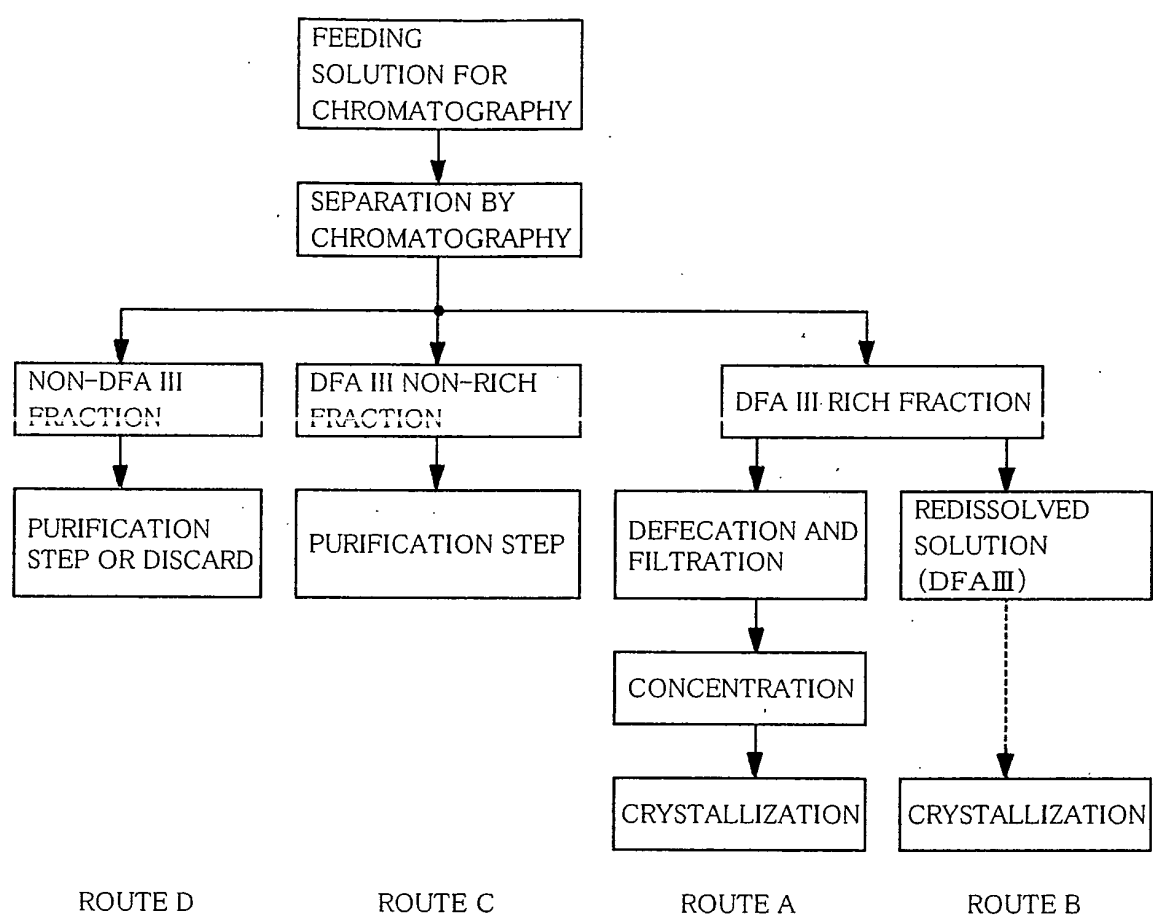 FEEDING
SOLUTION FOR
CHROMATOGRAPHY
SEPARATION BY
CHROMATOGRAPHY
NON-DFA III
FRACTION
DFA III NON-RICH
FRACTION
DFA III RICH FRACTION
PURIFICATION
STEP OR DISCARD
PURIFICATION STEP
DEFECATION AND
FILTRATION
REDISSOLVED
SOLUTION
(DFAIII)
CONCENTRATION
CRYSTALLIZATION
CRYSTALLIZATION
ROUTE D
ROUTE C
ROUTE A
ROUTE B